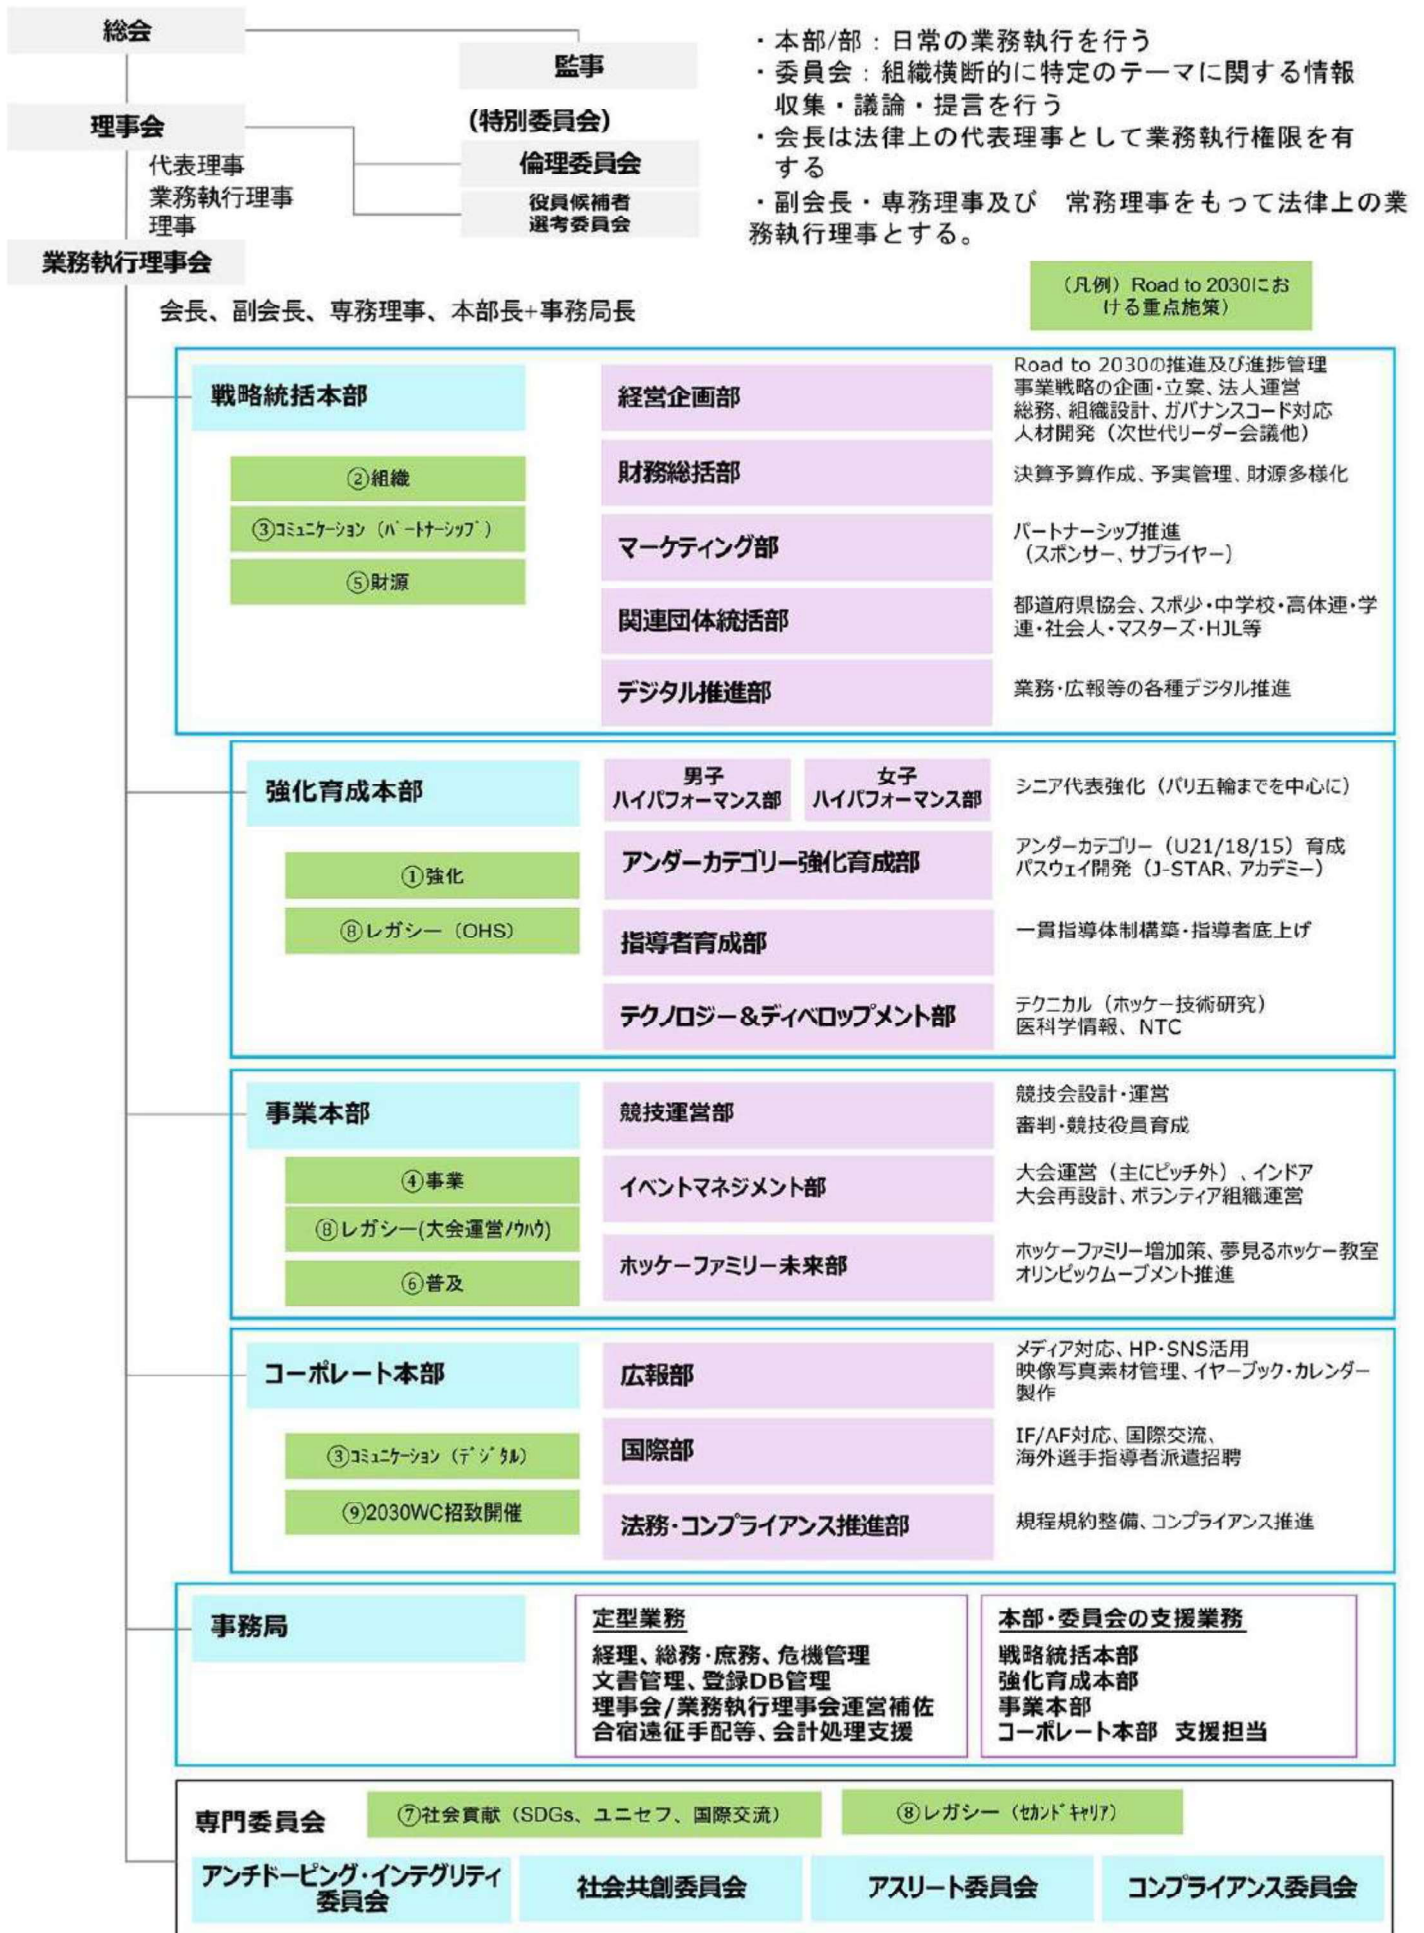 総会
監事
理事会
代表理事
業務執行理事
理事
(特別委員会)
倫理委員会
役員候補者
選考委員会
業務執行理事会
会長、副会長、専務理事、本部長+事務局長
・本部/部：日常の業務執行を行う
・委員会：組織横断的に特定のテーマに関する情報
収集・議論・提言を行う
・会長は法律上の代表理事として業務執行権限を有
する
・副会長・専務理事及び　常務理事をもって法律上の業
務執行理事とする。
（凡例）Road to 2030にお
ける重点施策）
戦略統括本部
②組織
③ｺﾐｭﾆｹｰｼｮﾝ（ﾊﾟｰﾄﾅｰｼｯﾌﾟ）
⑤財源
経営企画部
Road to 2030の推進及び進捗管理
事業戦略の企画・立案、法人運営
総務、組織設計、ガバナンスコード対応
人材開発（次世代リーダー会議他）
財務総括部
決算予算作成、予実管理、財源多様化
マーケティング部
パートナーシップ推進
（スポンサー、サプライヤー）
関連団体統括部
都道府県協会、スポ少・中学校・高体連・学
連・社会人・マスターズ・HJL等
デジタル推進部
業務・広報等の各種デジタル推進
強化育成本部
①強化
⑧レガシー（OHS）
男子
ハイパフォーマンス部
女子
ハイパフォーマンス部
シニア代表強化（パリ五輪までを中心に）
アンダーカテゴリー強化育成部
アンダーカテゴリー（U21/18/15）育成
パスウェイ開発（J-STAR、アカデミー）
指導者育成部
一貫指導体制構築・指導者底上げ
テクノロジー＆ディベロップメント部
テクニカル（ホッケー技術研究）
医科学情報、NTC
事業本部
④事業
⑧レガシー(大会運営ﾉｳﾊｳ)
⑥普及
競技運営部
競技会設計・運営
審判・競技役員育成
イベントマネジメント部
大会運営（主にピッチ外）、インドア
大会再設計、ボランティア組織運営
ホッケーファミリー未来部
ホッケーファミリー増加策、夢見るホッケー教室
オリンピックムーブメント推進
コーポレート本部
③ｺﾐｭﾆｹｰｼｮﾝ（ﾃﾞｼﾞﾀﾙ）
⑨2030WC招致開催
広報部
メディア対応、HP・SNS活用
映像写真素材管理、イヤーブック・カレンダー
製作
国際部
IF/AF対応、国際交流、
海外選手指導者派遣招聘
法務・コンプライアンス推進部
規程規約整備、コンプライアンス推進
事務局
定型業務
経理、総務・庶務、危機管理
文書管理、登録DB管理
理事会/業務執行理事会運営補佐
合宿遠征手配等、会計処理支援
本部・委員会の支援業務
戦略統括本部
強化育成本部
事業本部
コーポレート本部　支援担当
専門委員会
⑦社会貢献（SDGs、ユニセフ、国際交流）
⑧レガシー（ｾｶﾝﾄﾞｷｬﾘｱ）
アンチドーピング・インテグリティ
委員会
社会共創委員会
アスリート委員会
コンプライアンス委員会